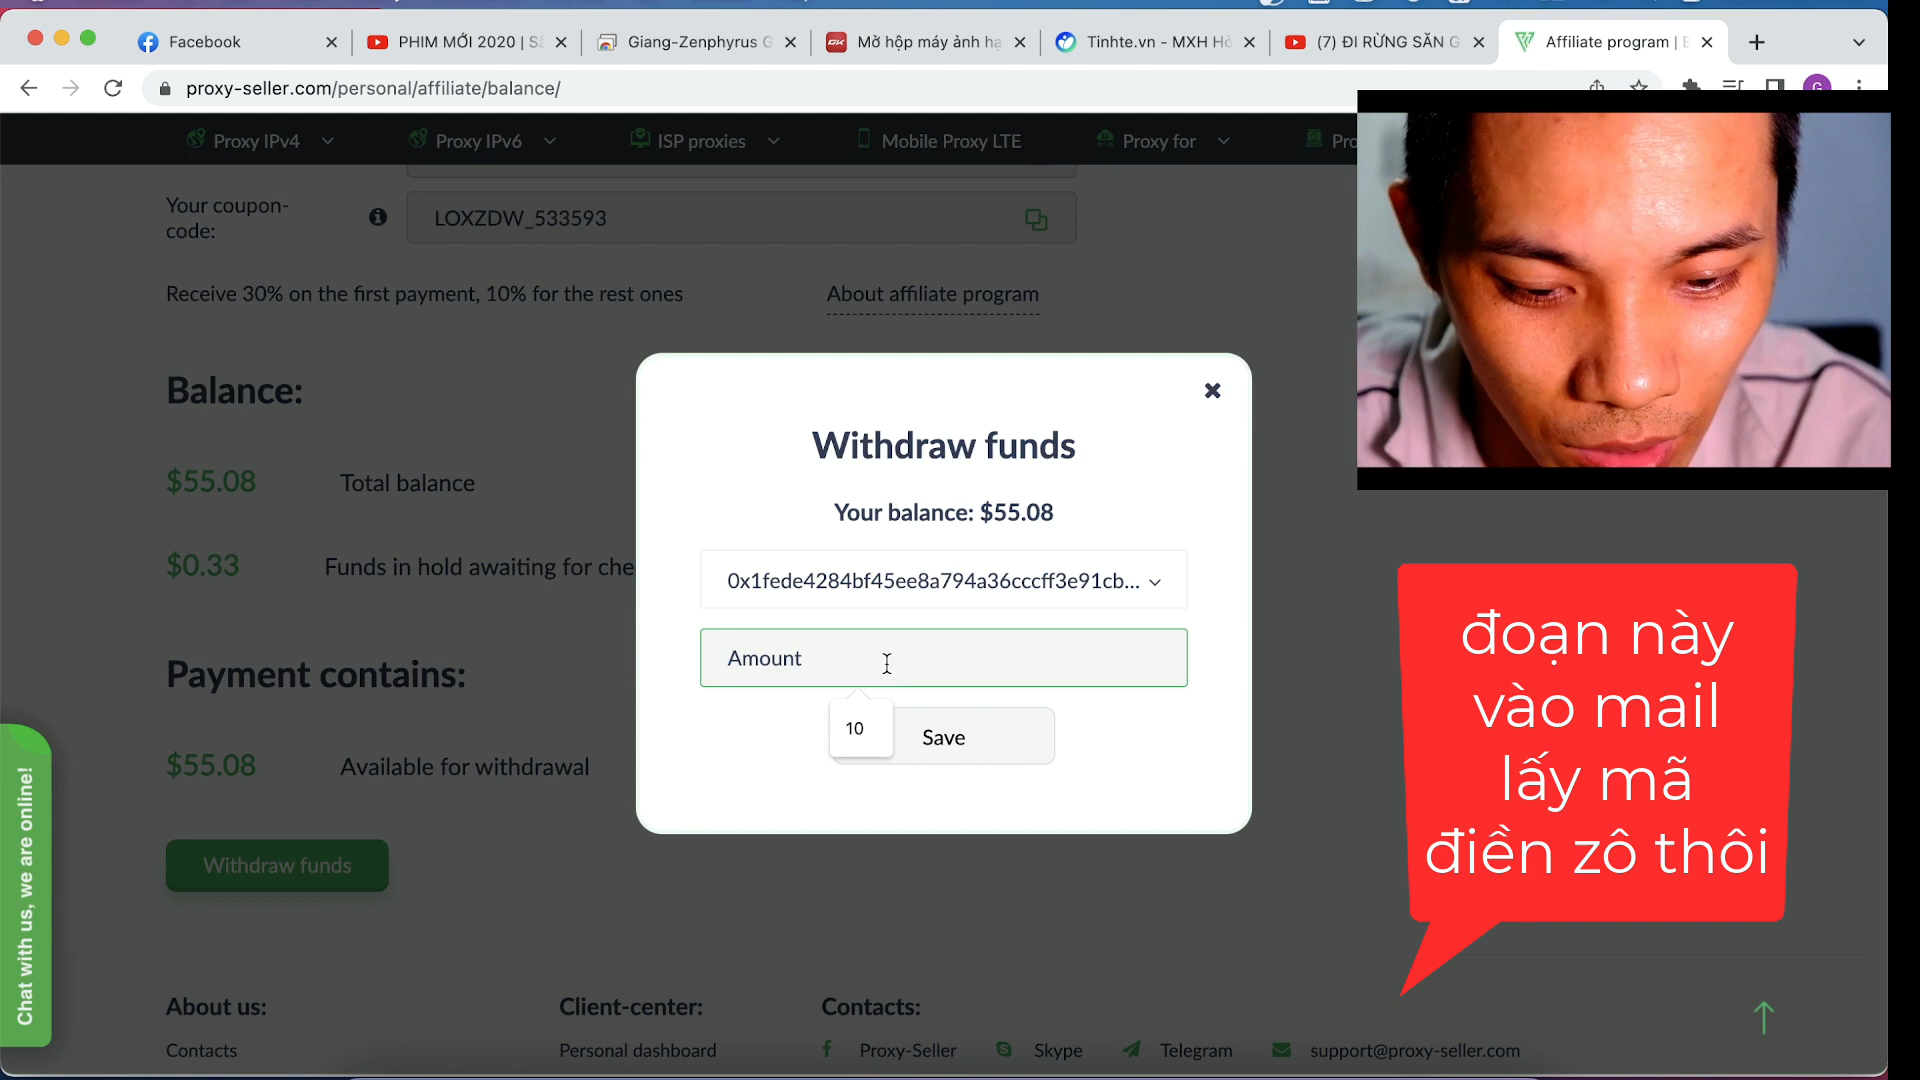 Facebook
PHIM MỚI 2020 | S
Giang-Zenphyrus G
Mở hộp máy ảnh hạ
Tinhte.vn - MXH Hỏ
(7) ĐI RỪNG SĂN G
Affiliate program |
proxy-seller.com/personal/affiliate/balance/
Proxy IPv4
Proxy IPv6
ISP proxies
Mobile Proxy LTE
Proxy for
Your coupon-
code:
LOXZDW_533593
Receive 30% on the first payment, 10% for the rest ones
About affiliate program
Balance:
$55.08 Total balance
$0.33 Funds in hold awaiting for che
Payment contains:
$55.08 Available for withdrawal
Withdraw funds
Withdraw funds
Your balance: $55.08
0x1fede4284bf45ee8a794a36cccff3e91cb...
Amount
10
Save
đoạn này
vào mail
lấy mã
điền zô thôi
Chat with us, we are online!
About us:
Client-center:
Contacts:
Contacts
Personal dashboard
Proxy-Seller
Skype
Telegram
support@proxy-seller.com